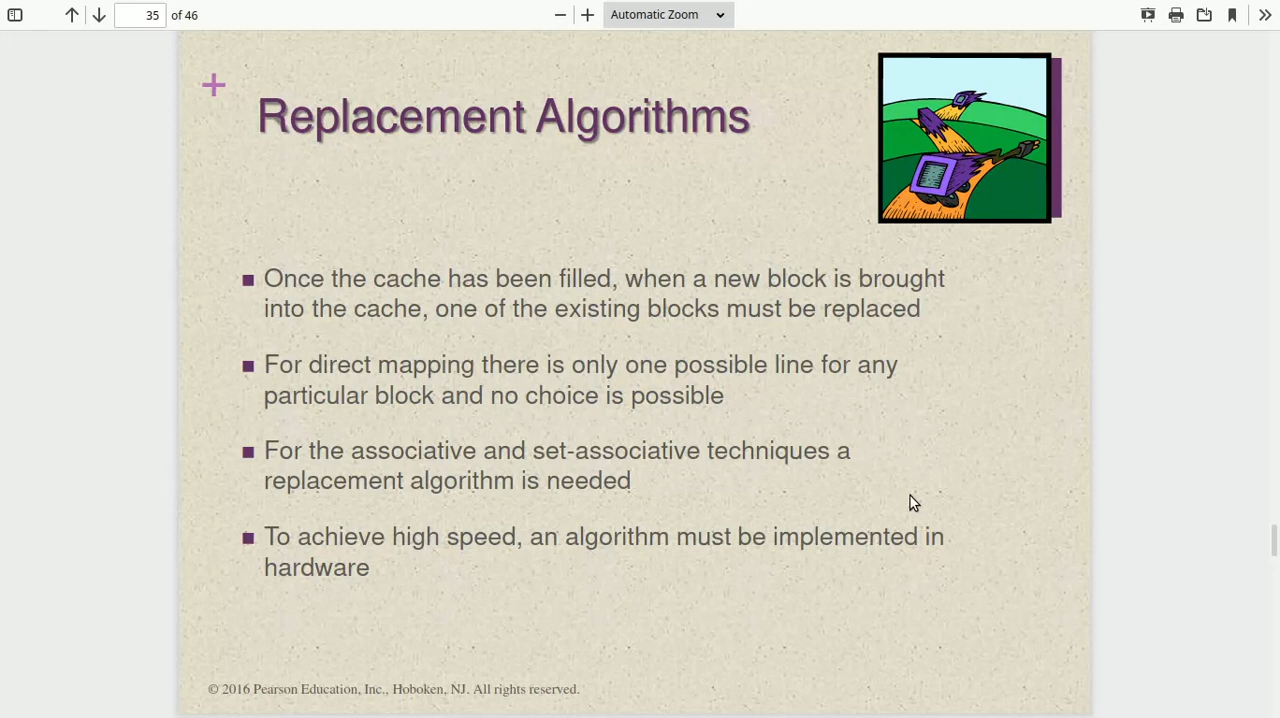 35 of 46 Automatic Zoom
+
Replacement Algorithms
Once the cache has been filled, when a new block is brought
into the cache, one of the existing blocks must be replaced
For direct mapping there is only one possible line for any
particular block and no choice is possible
For the associative and set-associative techniques a
replacement algorithm is needed
To achieve high speed, an algorithm must be implemented in
hardware
© 2016 Pearson Education, Inc., Hoboken, NJ. All rights reserved.